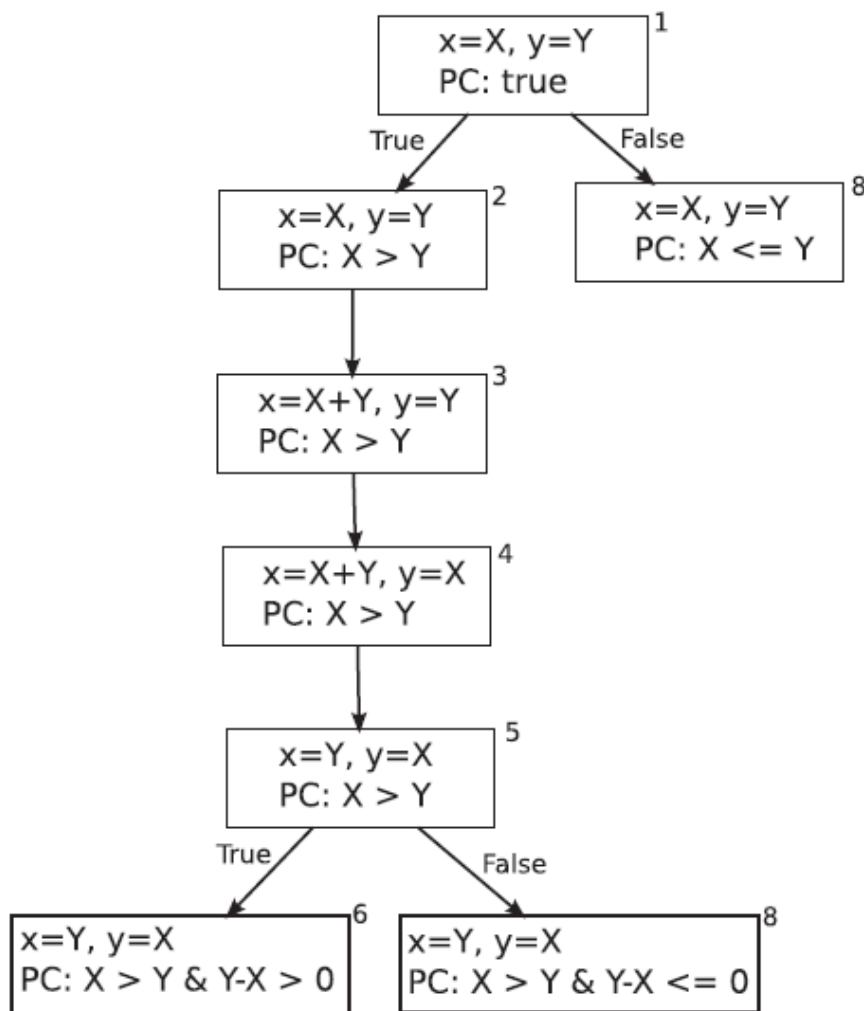 1
x=X, y=Y
PC: true
True
False
2
x=X, y=Y
PC: X > Y
8
x=X, y=Y
PC: X <= Y
3
x=X+Y, y=Y
PC: X > Y
4
x=X+Y, y=X
PC: X > Y
5
x=Y, y=X
PC: X > Y
True
False
6
x=Y, y=X
PC: X > Y & Y-X > 0
8
x=Y, y=X
PC: X > Y & Y-X <= 0